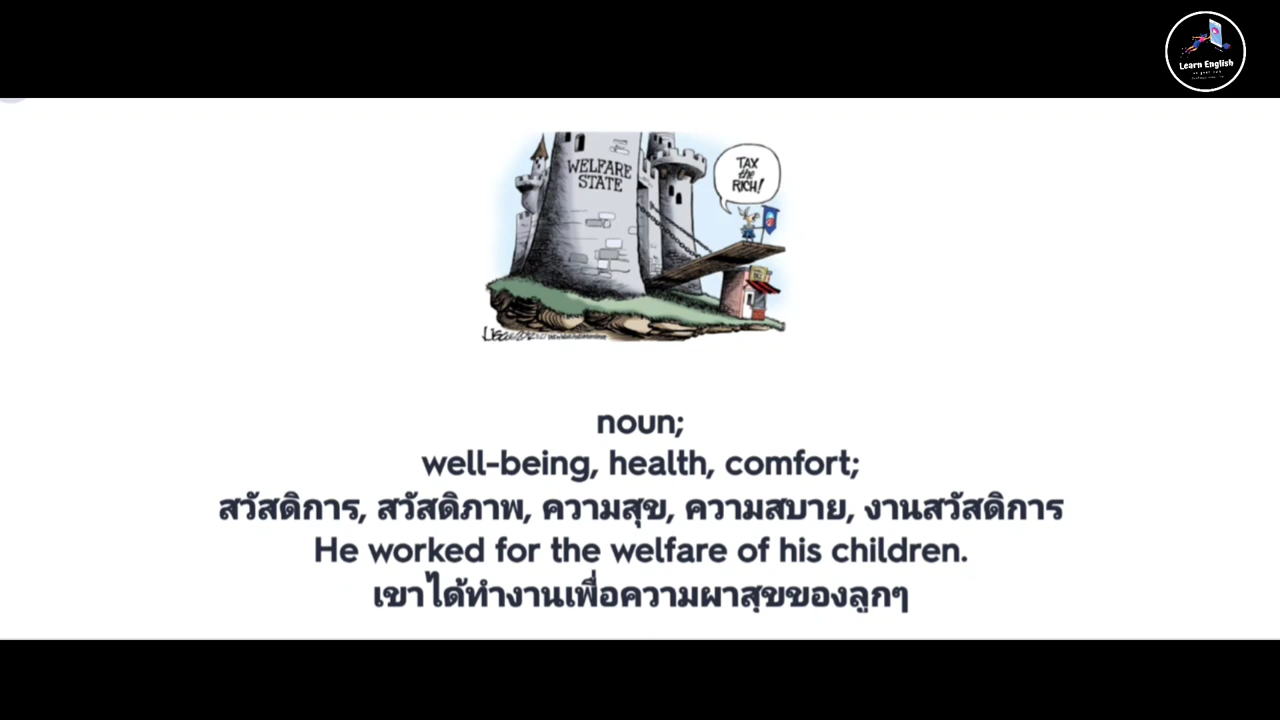 Learn English
WELFARE
STATE
TAX
the
RICH!
noun;
well-being, health, comfort;
สวัสดิการ, สวัสดิภาพ, ความสุข, ความสบาย, งานสวัสดิการ
He worked for the welfare of his children.
เขาได้ทำงานเพื่อความผาสุขของลูกๆ